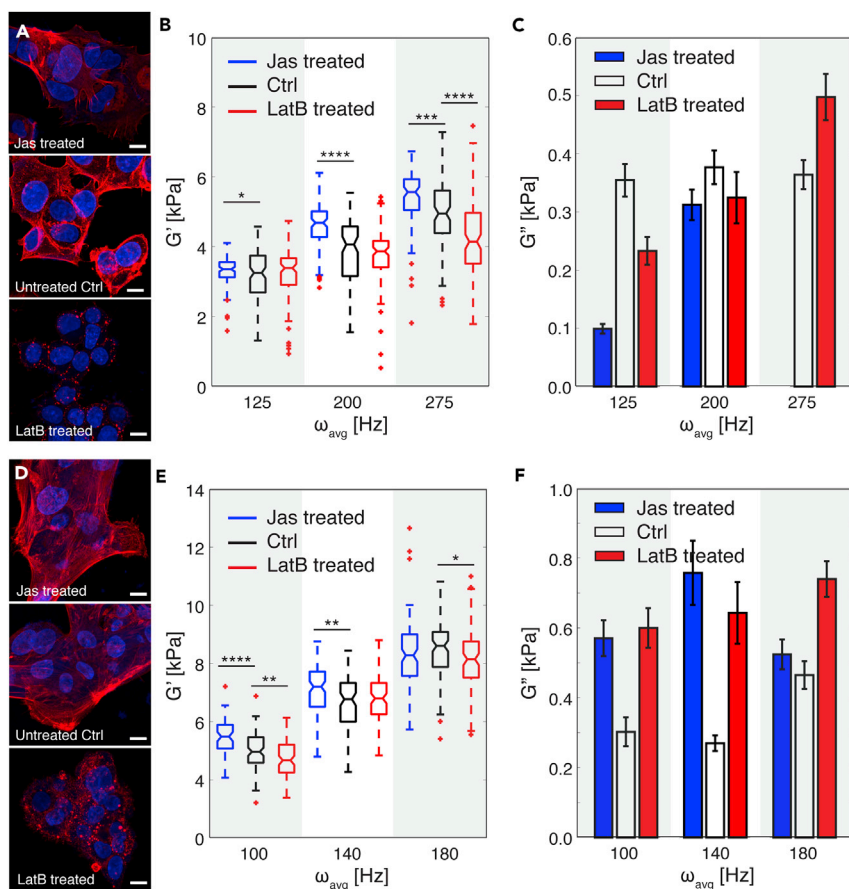 A
Jas treated
Untreated Ctrl
LatB treated
B
10
8
6
4
2
0
G' [kPa]
Jas treated
Ctrl
LatB treated
*
****
***
****
125 200 275
ω_avg [Hz]
C
0.6
0.5
0.4
0.3
0.2
0.1
0.0
G" [kPa]
Jas treated
Ctrl
LatB treated
125 200 275
ω_avg [Hz]
D
Jas treated
Untreated Ctrl
LatB treated
E
14
12
10
8
6
4
2
0
G' [kPa]
Jas treated
Ctrl
LatB treated
****
**
**
*
100 140 180
ω_avg [Hz]
F
1.0
0.8
0.6
0.4
0.2
0.0
G" [kPa]
Jas treated
Ctrl
LatB treated
100 140 180
ω_avg [Hz]